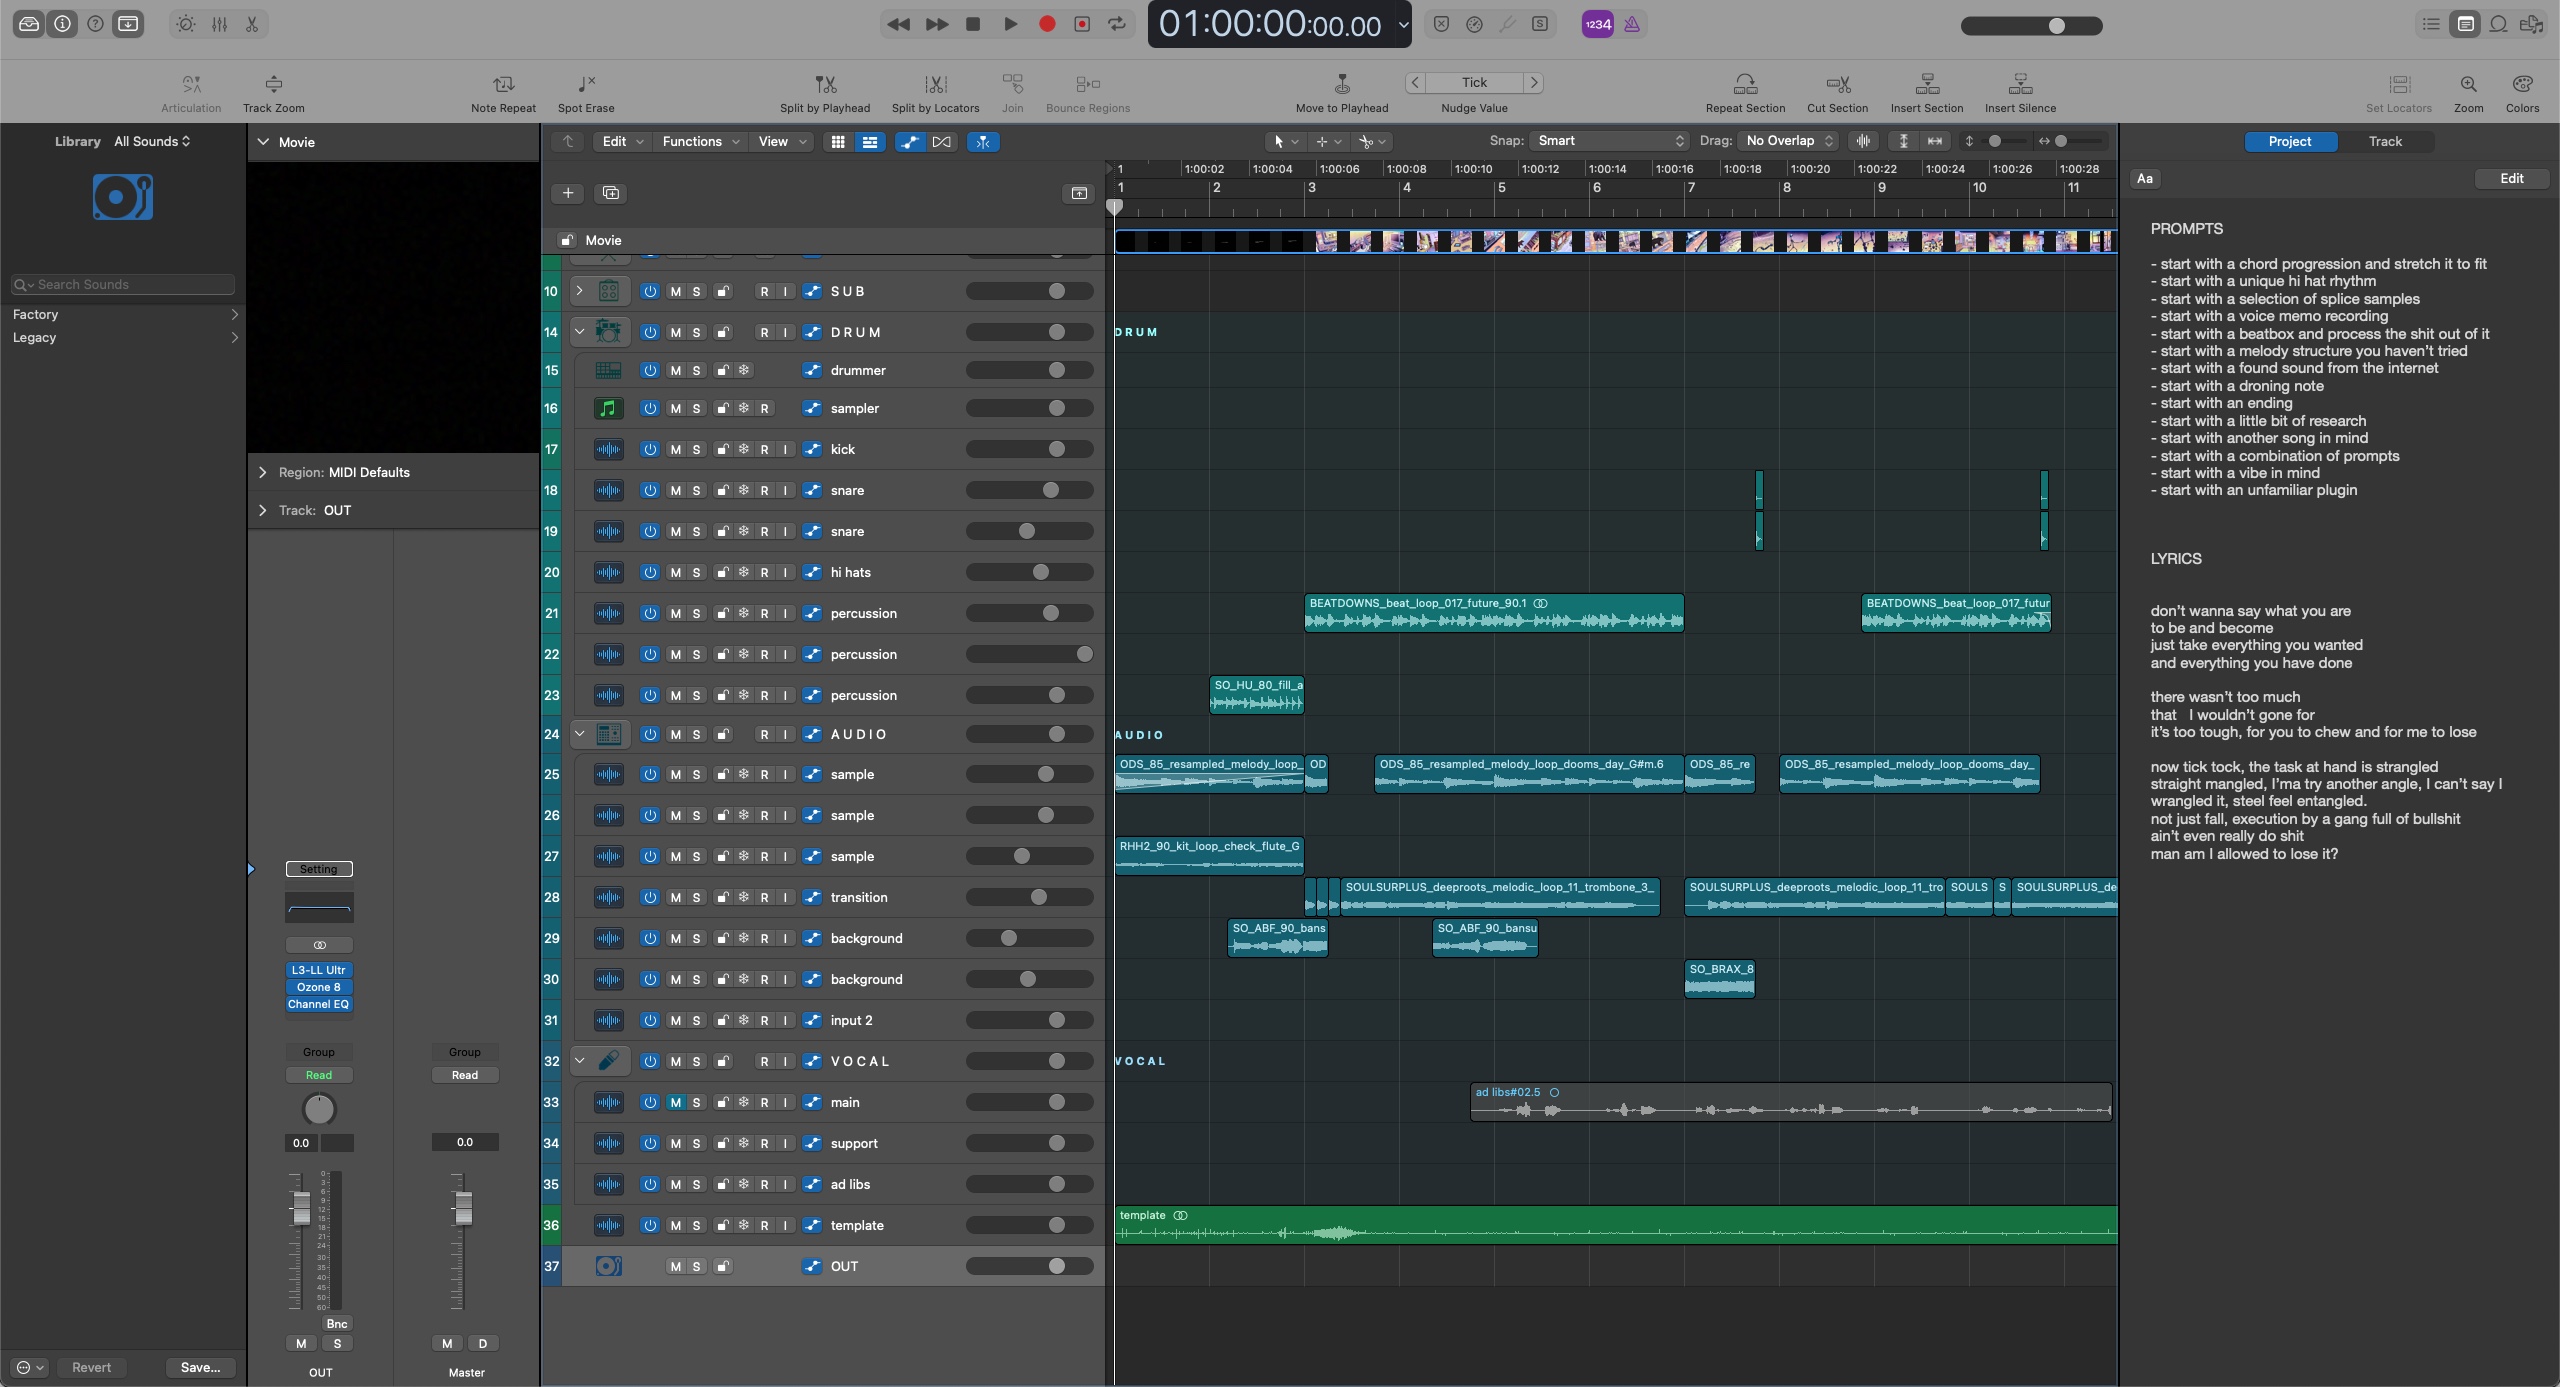 1234
01:00:00:00.00
Articulation
Track Zoom
Note Repeat
Spot Erase
Split by Playhead
Split by Locators
Join
Bounce Regions
Move to Playhead
Tick
Nudge Value
Repeat Section
Cut Section
Insert Section
Insert Silence
Set Locators
Zoom
Colors
Library All Sounds
Search Sounds
Factory
Legacy
Revert
Save...
Movie
Region: MIDI Defaults
Track: OUT
Setting
L3-LL Ultr
Ozone 8
Channel EQ
Group
Group
Read
Read
0.0
0.0
Bnc
M S
M D
OUT
Master
Edit
Functions
View
Snap: Smart
Drag: No Overlap
1 1:00:02 1:00:04 1:00:06 1:00:08 1:00:10 1:00:12 1:00:14 1:00:16 1:00:18 1:00:20 1:00:22 1:00:24 1:00:26 1:00:28
1 2 3 4 5 6 7 8 9 10 11
Movie
10 M S R I SUB
14 M S R I DRUM
DRUM
15 M S drummer
16 M S R sampler
17 M S R I kick
18 M S R I snare
19 M S R I snare
20 M S R I hi hats
21 M S R I percussion
BEATDOWNS_beat_loop_017_future_90.1
BEATDOWNS_beat_loop_017_futur
22 M S R I percussion
23 M S R I percussion
SO_HU_80_fill_a
24 M S R I AUDIO
AUDIO
25 M S R I sample
ODS_85_resampled_melody_loop_
OD
ODS_85_resampled_melody_loop_dooms_day_G#m.6
ODS_85_re
ODS_85_resampled_melody_loop_dooms_day_
26 M S R I sample
27 M S R I sample
RHH2_90_kit_loop_check_flute_G
28 M S R I transition
SOULSURPLUS_deeproots_melodic_loop_11_trombone_3_
SOULSURPLUS_deeproots_melodic_loop_11_tro
SOULS
S
SOULSURPLUS_de
29 M S R I background
SO_ABF_90_bans
SO_ABF_90_bansu
30 M S R I background
SO_BRAX_8
31 M S R I input 2
32 M S R I VOCAL
VOCAL
33 M S R I main
ad libs#02.5
34 M S R I support
35 M S R I ad libs
36 M S R I template
template
37 M S OUT
Project
Track
Aa
Edit
PROMPTS
- start with a chord progression and stretch it to fit
- start with a unique hi hat rhythm
- start with a selection of splice samples
- start with a voice memo recording
- start with a beatbox and process the shit out of it
- start with a melody structure you haven't tried
- start with a found sound from the internet
- start with a droning note
- start with an ending
- start with a little bit of research
- start with another song in mind
- start with a combination of prompts
- start with a vibe in mind
- start with an unfamiliar plugin
LYRICS
don't wanna say what you are
to be and become
just take everything you wanted
and everything you have done
there wasn't too much
that I wouldn't gone for
it's too tough, for you to chew and for me to lose
now tick tock, the task at hand is strangled
straight mangled, I'ma try another angle, I can't say I
wrangled it, steel feel entangled.
not just fall, execution by a gang full of bullshit
ain't even really do shit
man am I allowed to lose it?